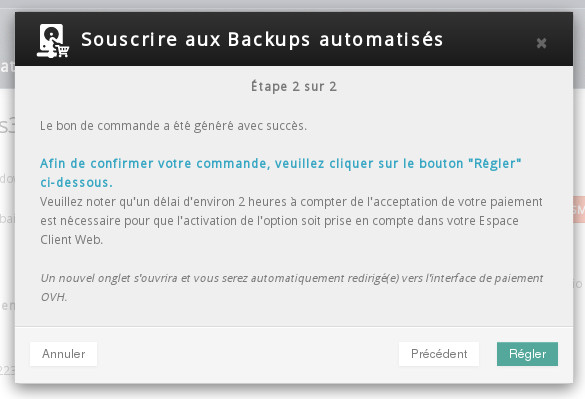 Souscrire aux Backups automatisés
Étape 2 sur 2
Le bon de commande a été généré avec succès.
Afin de confirmer votre commande, veuillez cliquer sur le bouton "Régler"
ci-dessous.
Veuillez noter qu'un délai d'environ 2 heures à compter de l'acceptation de votre paiement
est nécessaire pour que l'activation de l'option soit prise en compte dans votre Espace
Client Web.
Un nouvel onglet s'ouvrira et vous serez automatiquement redirigé(e) vers l'interface de paiement
OVH.
Annuler
Précédent
Régler